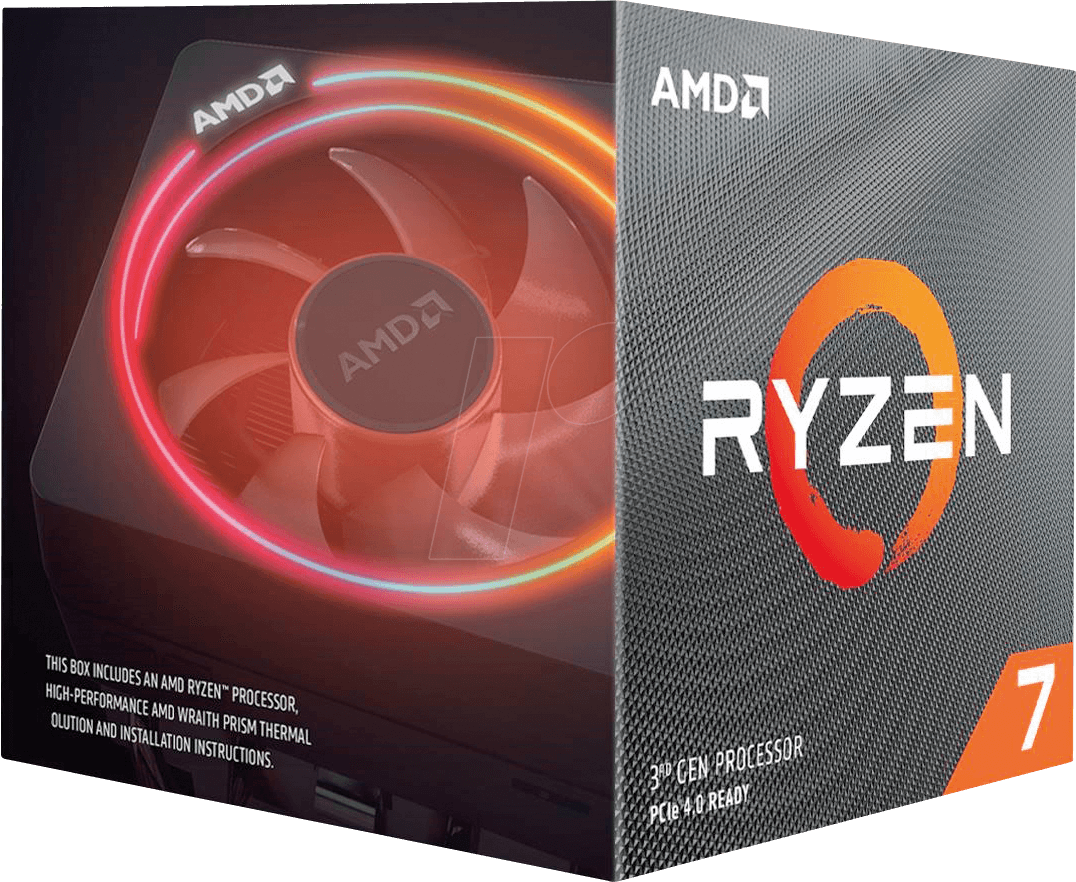 AMD
AMD
THIS BOX INCLUDES AN AMD RYZEN™ PROCESSOR,
HIGH-PERFORMANCE AMD WRAITH PRISM THERMAL
OLUTION AND INSTALLATION INSTRUCTIONS.
AMD
RYZEN
7
3RD GEN PROCESSOR
PCIe 4.0 READY